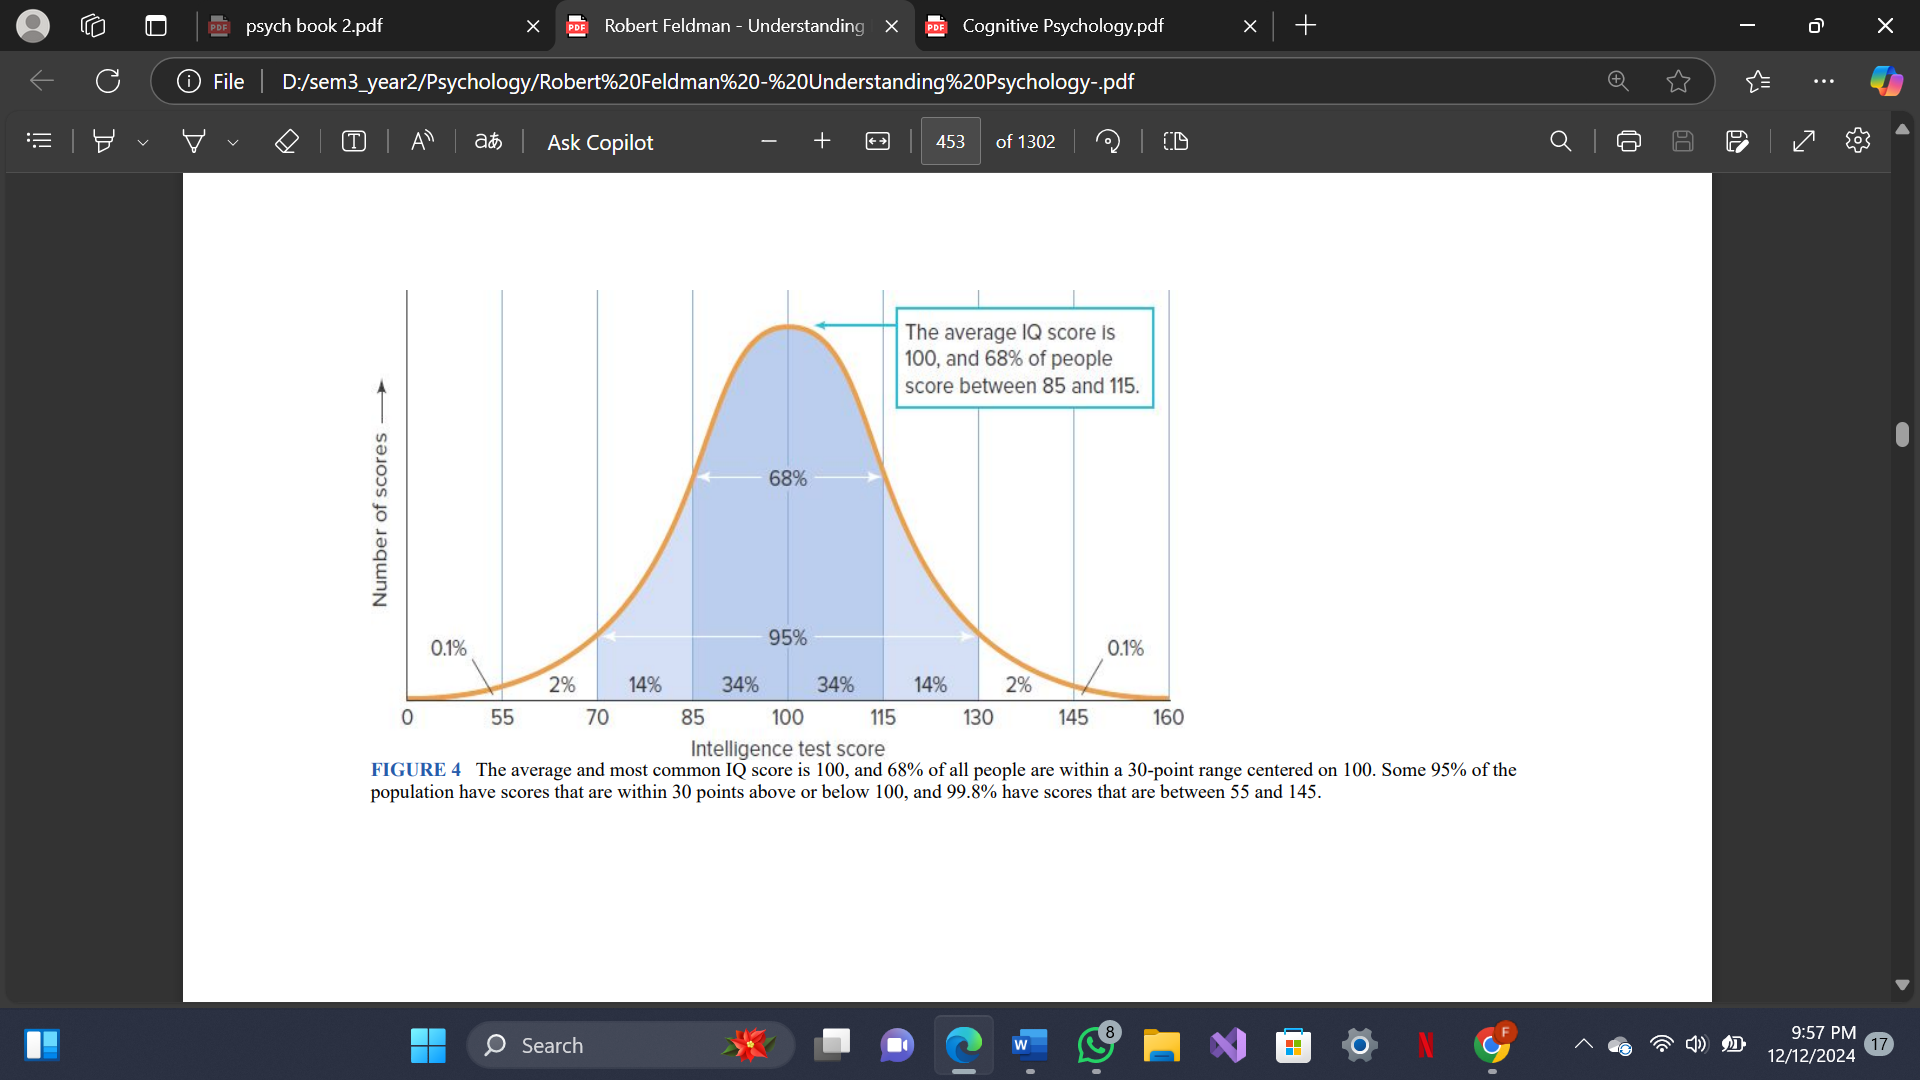 psych book 2.pdf
Robert Feldman - Understanding
Cognitive Psychology.pdf
File
D:/sem3_year2/Psychology/Robert%20Feldman%20-%20Understanding%20Psychology-.pdf
Ask Copilot
453 of 1302
The average IQ score is
100, and 68% of people
score between 85 and 115.
Number of scores
68%
95%
0.1%
0.1%
2% 14% 34% 34% 14% 2%
0 55 70 85 100 115 130 145 160
Intelligence test score
FIGURE 4 The average and most common IQ score is 100, and 68% of all people are within a 30-point range centered on 100. Some 95% of the
population have scores that are within 30 points above or below 100, and 99.8% have scores that are between 55 and 145.
Search
8
F
9:57 PM
12/12/2024
17